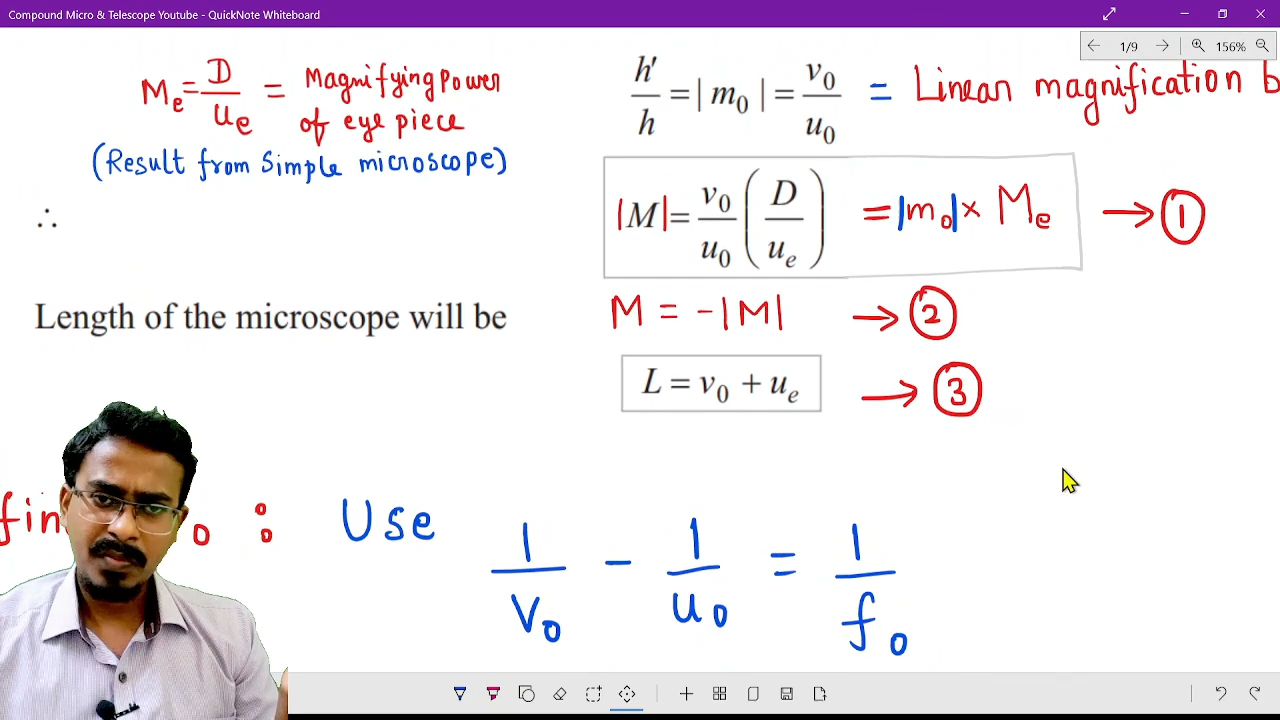 Compound Micro & Telescope Youtube - QuickNote Whiteboard
1/9
156%
Me = D/ue = Magnifying power
of eye piece
(Result from Simple microscope)
h'/h = | m0 | = v0/u0 = Linear magnification b
∴
|M| = v0/u0 (D/ue) = |m0| × Me → ①
Length of the microscope will be
M = -|M| → ②
L = v0 + ue → ③
fin
o :
Use
1/v0 - 1/u0 = 1/f0